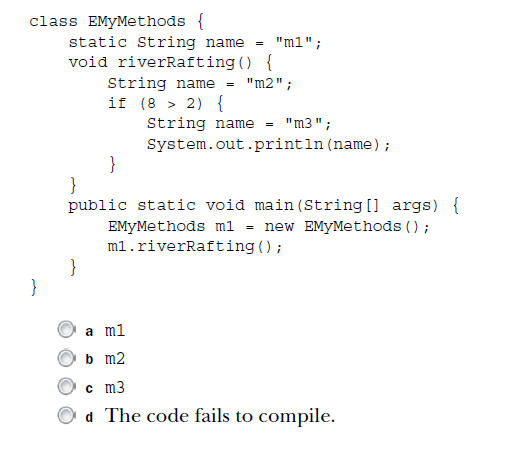 class EMyMethods {
    static String name = "m1";
    void riverRafting() {
        String name = "m2";
        if (8 > 2) {
            String name = "m3";
            System.out.println(name);
        }
    }
    public static void main(String[] args) {
        EMyMethods m1 = new EMyMethods();
        m1.riverRafting();
    }
}
a m1
b m2
c m3
d The code fails to compile.